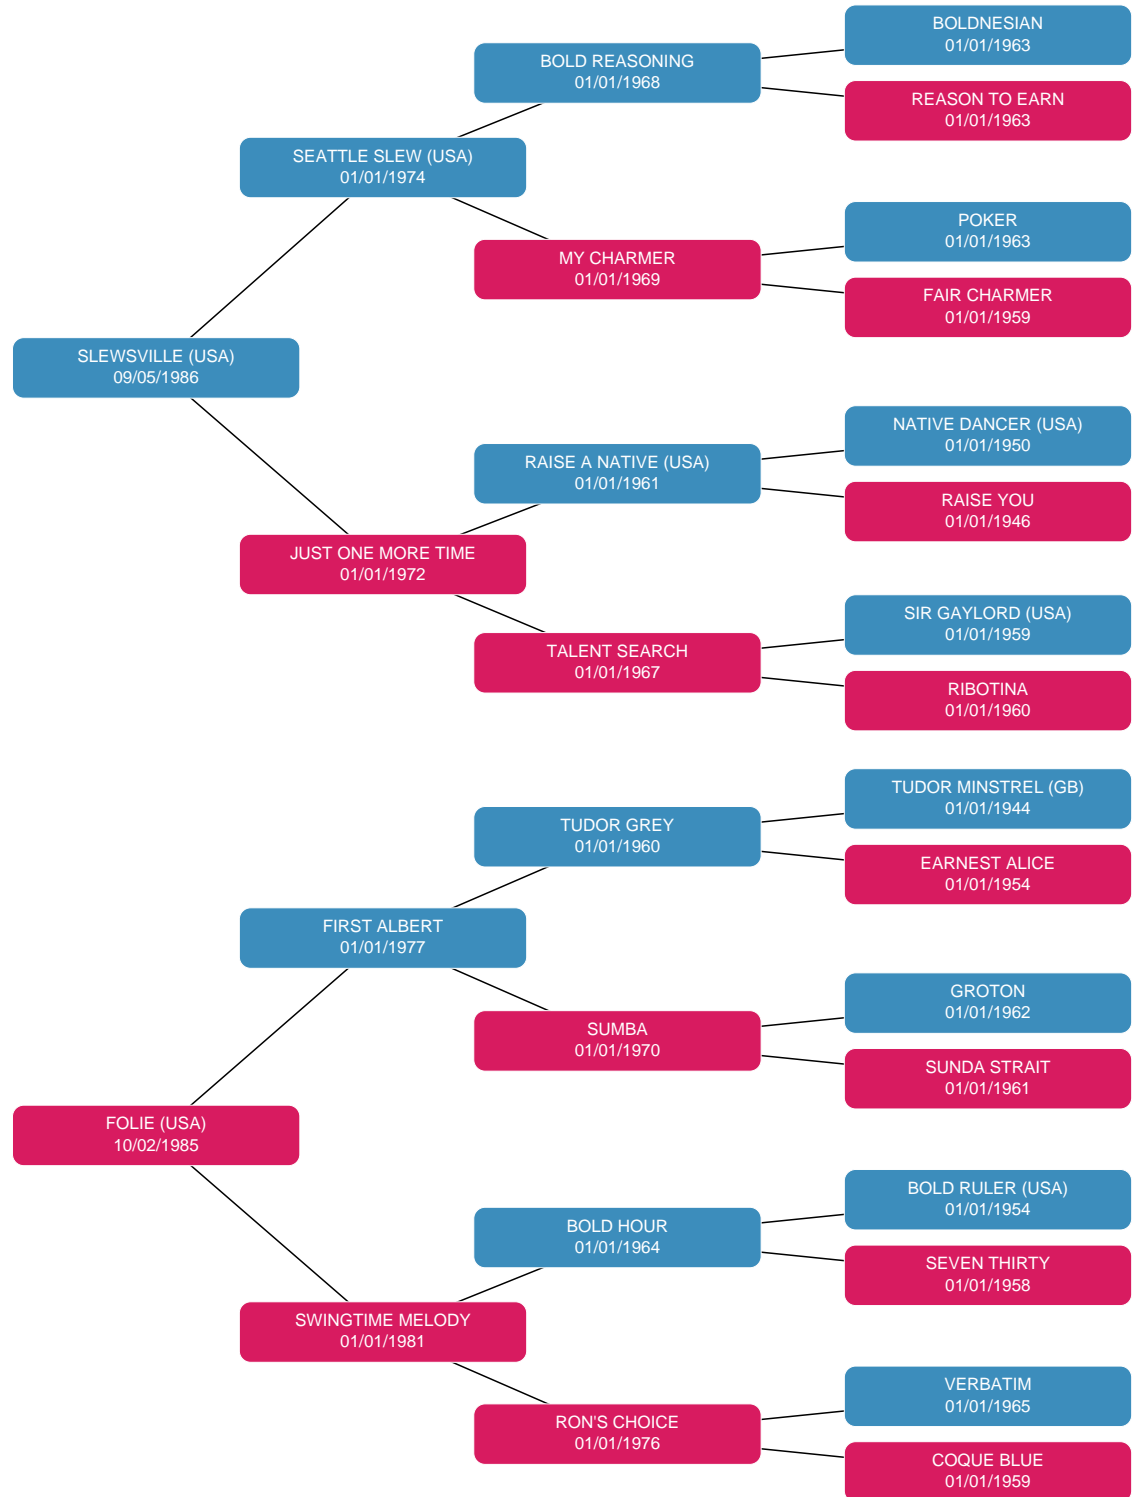 BOLDNESIAN
01/01/1963
BOLD REASONING
01/01/1968
REASON TO EARN
01/01/1963
SEATTLE SLEW (USA)
01/01/1974
POKER
01/01/1963
MY CHARMER
01/01/1969
FAIR CHARMER
01/01/1959
SLEWSVILLE (USA)
09/05/1986
NATIVE DANCER (USA)
01/01/1950
RAISE A NATIVE (USA)
01/01/1961
RAISE YOU
01/01/1946
JUST ONE MORE TIME
01/01/1972
SIR GAYLORD (USA)
01/01/1959
TALENT SEARCH
01/01/1967
RIBOTINA
01/01/1960
TUDOR MINSTREL (GB)
01/01/1944
TUDOR GREY
01/01/1960
EARNEST ALICE
01/01/1954
FIRST ALBERT
01/01/1977
GROTON
01/01/1962
SUMBA
01/01/1970
SUNDA STRAIT
01/01/1961
FOLIE (USA)
10/02/1985
BOLD RULER (USA)
01/01/1954
BOLD HOUR
01/01/1964
SEVEN THIRTY
01/01/1958
SWINGTIME MELODY
01/01/1981
VERBATIM
01/01/1965
RON'S CHOICE
01/01/1976
COQUE BLUE
01/01/1959